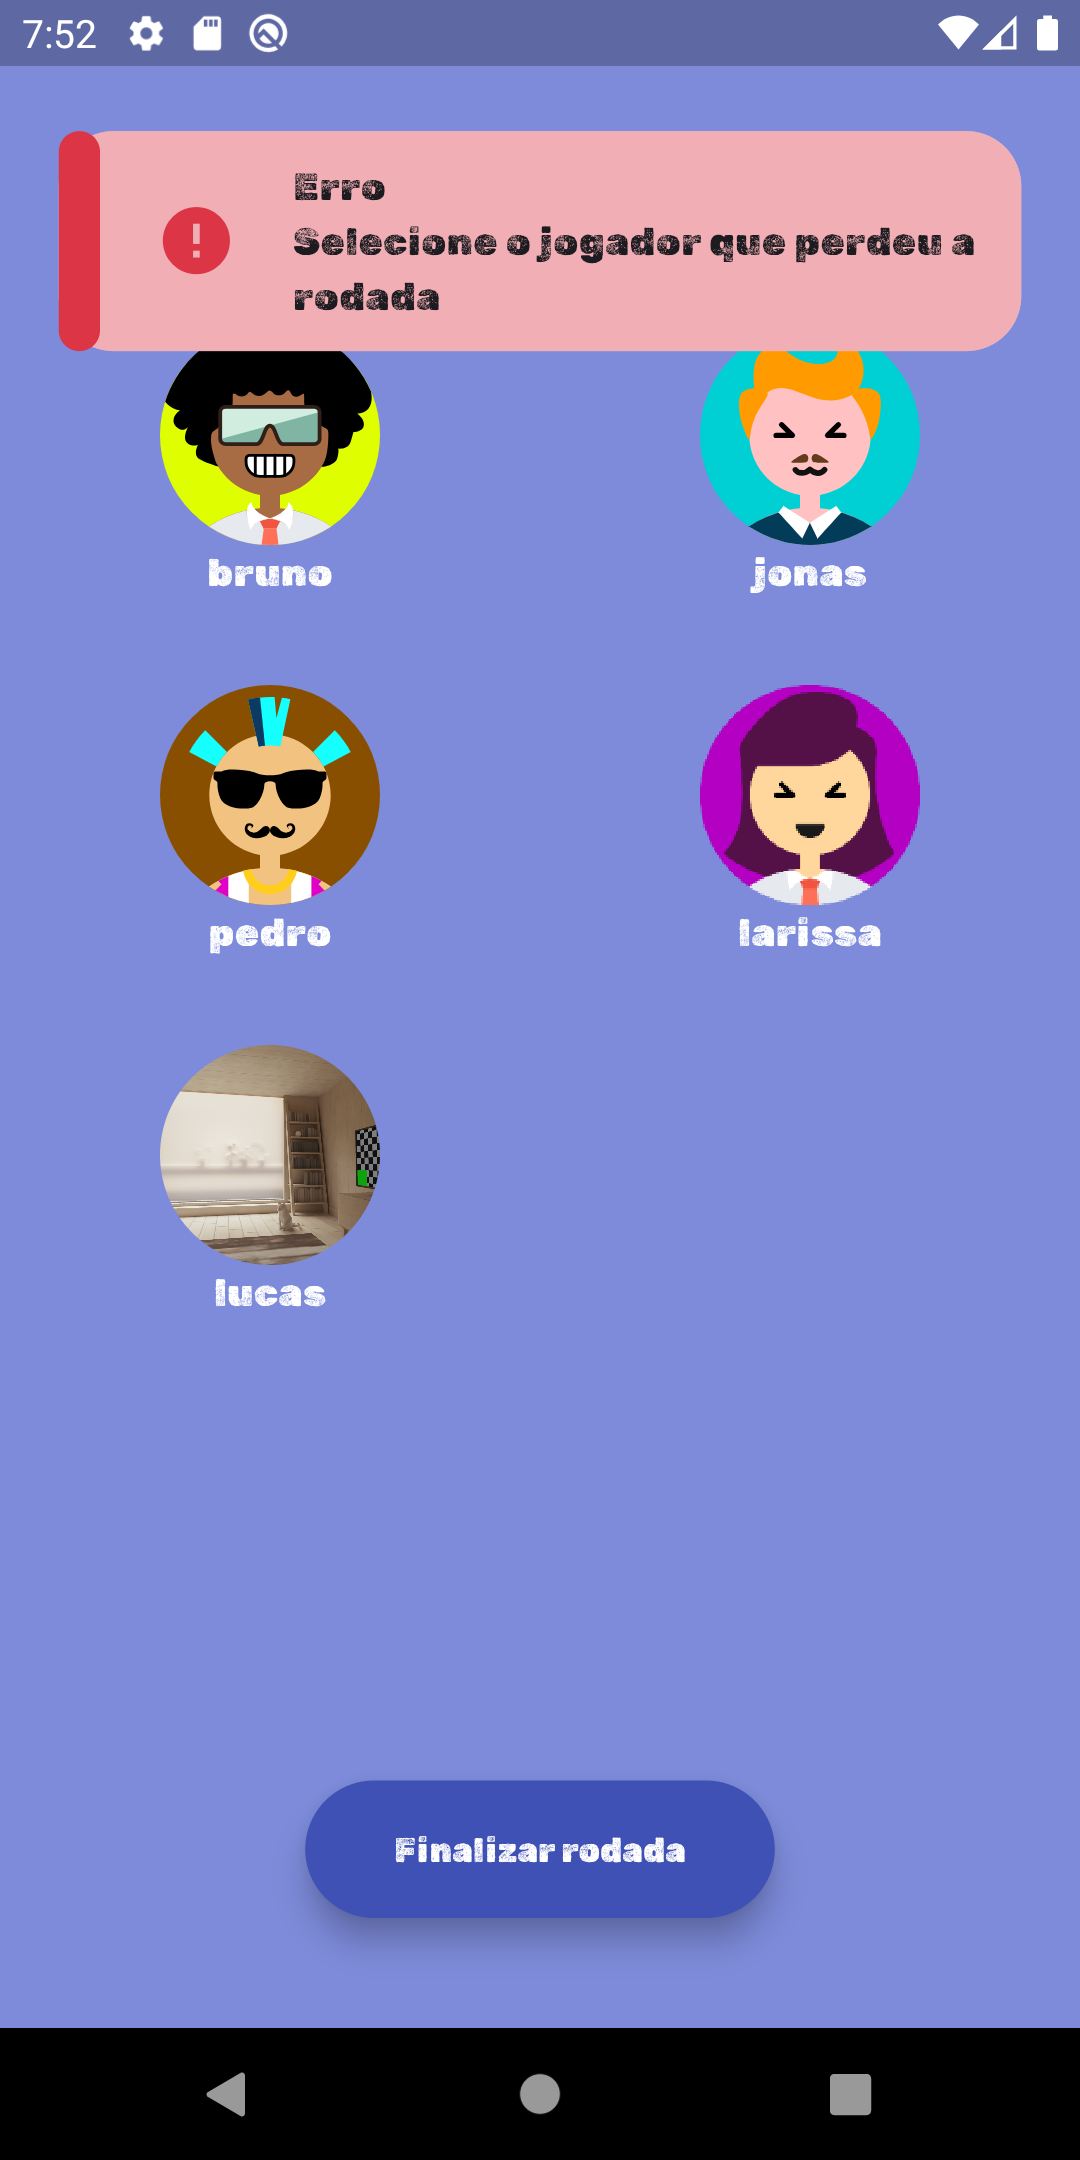 7:52
Erro
Selecione o jogador que perdeu a
rodada
bruno
jonas
pedro
larissa
lucas
Finalizar rodada